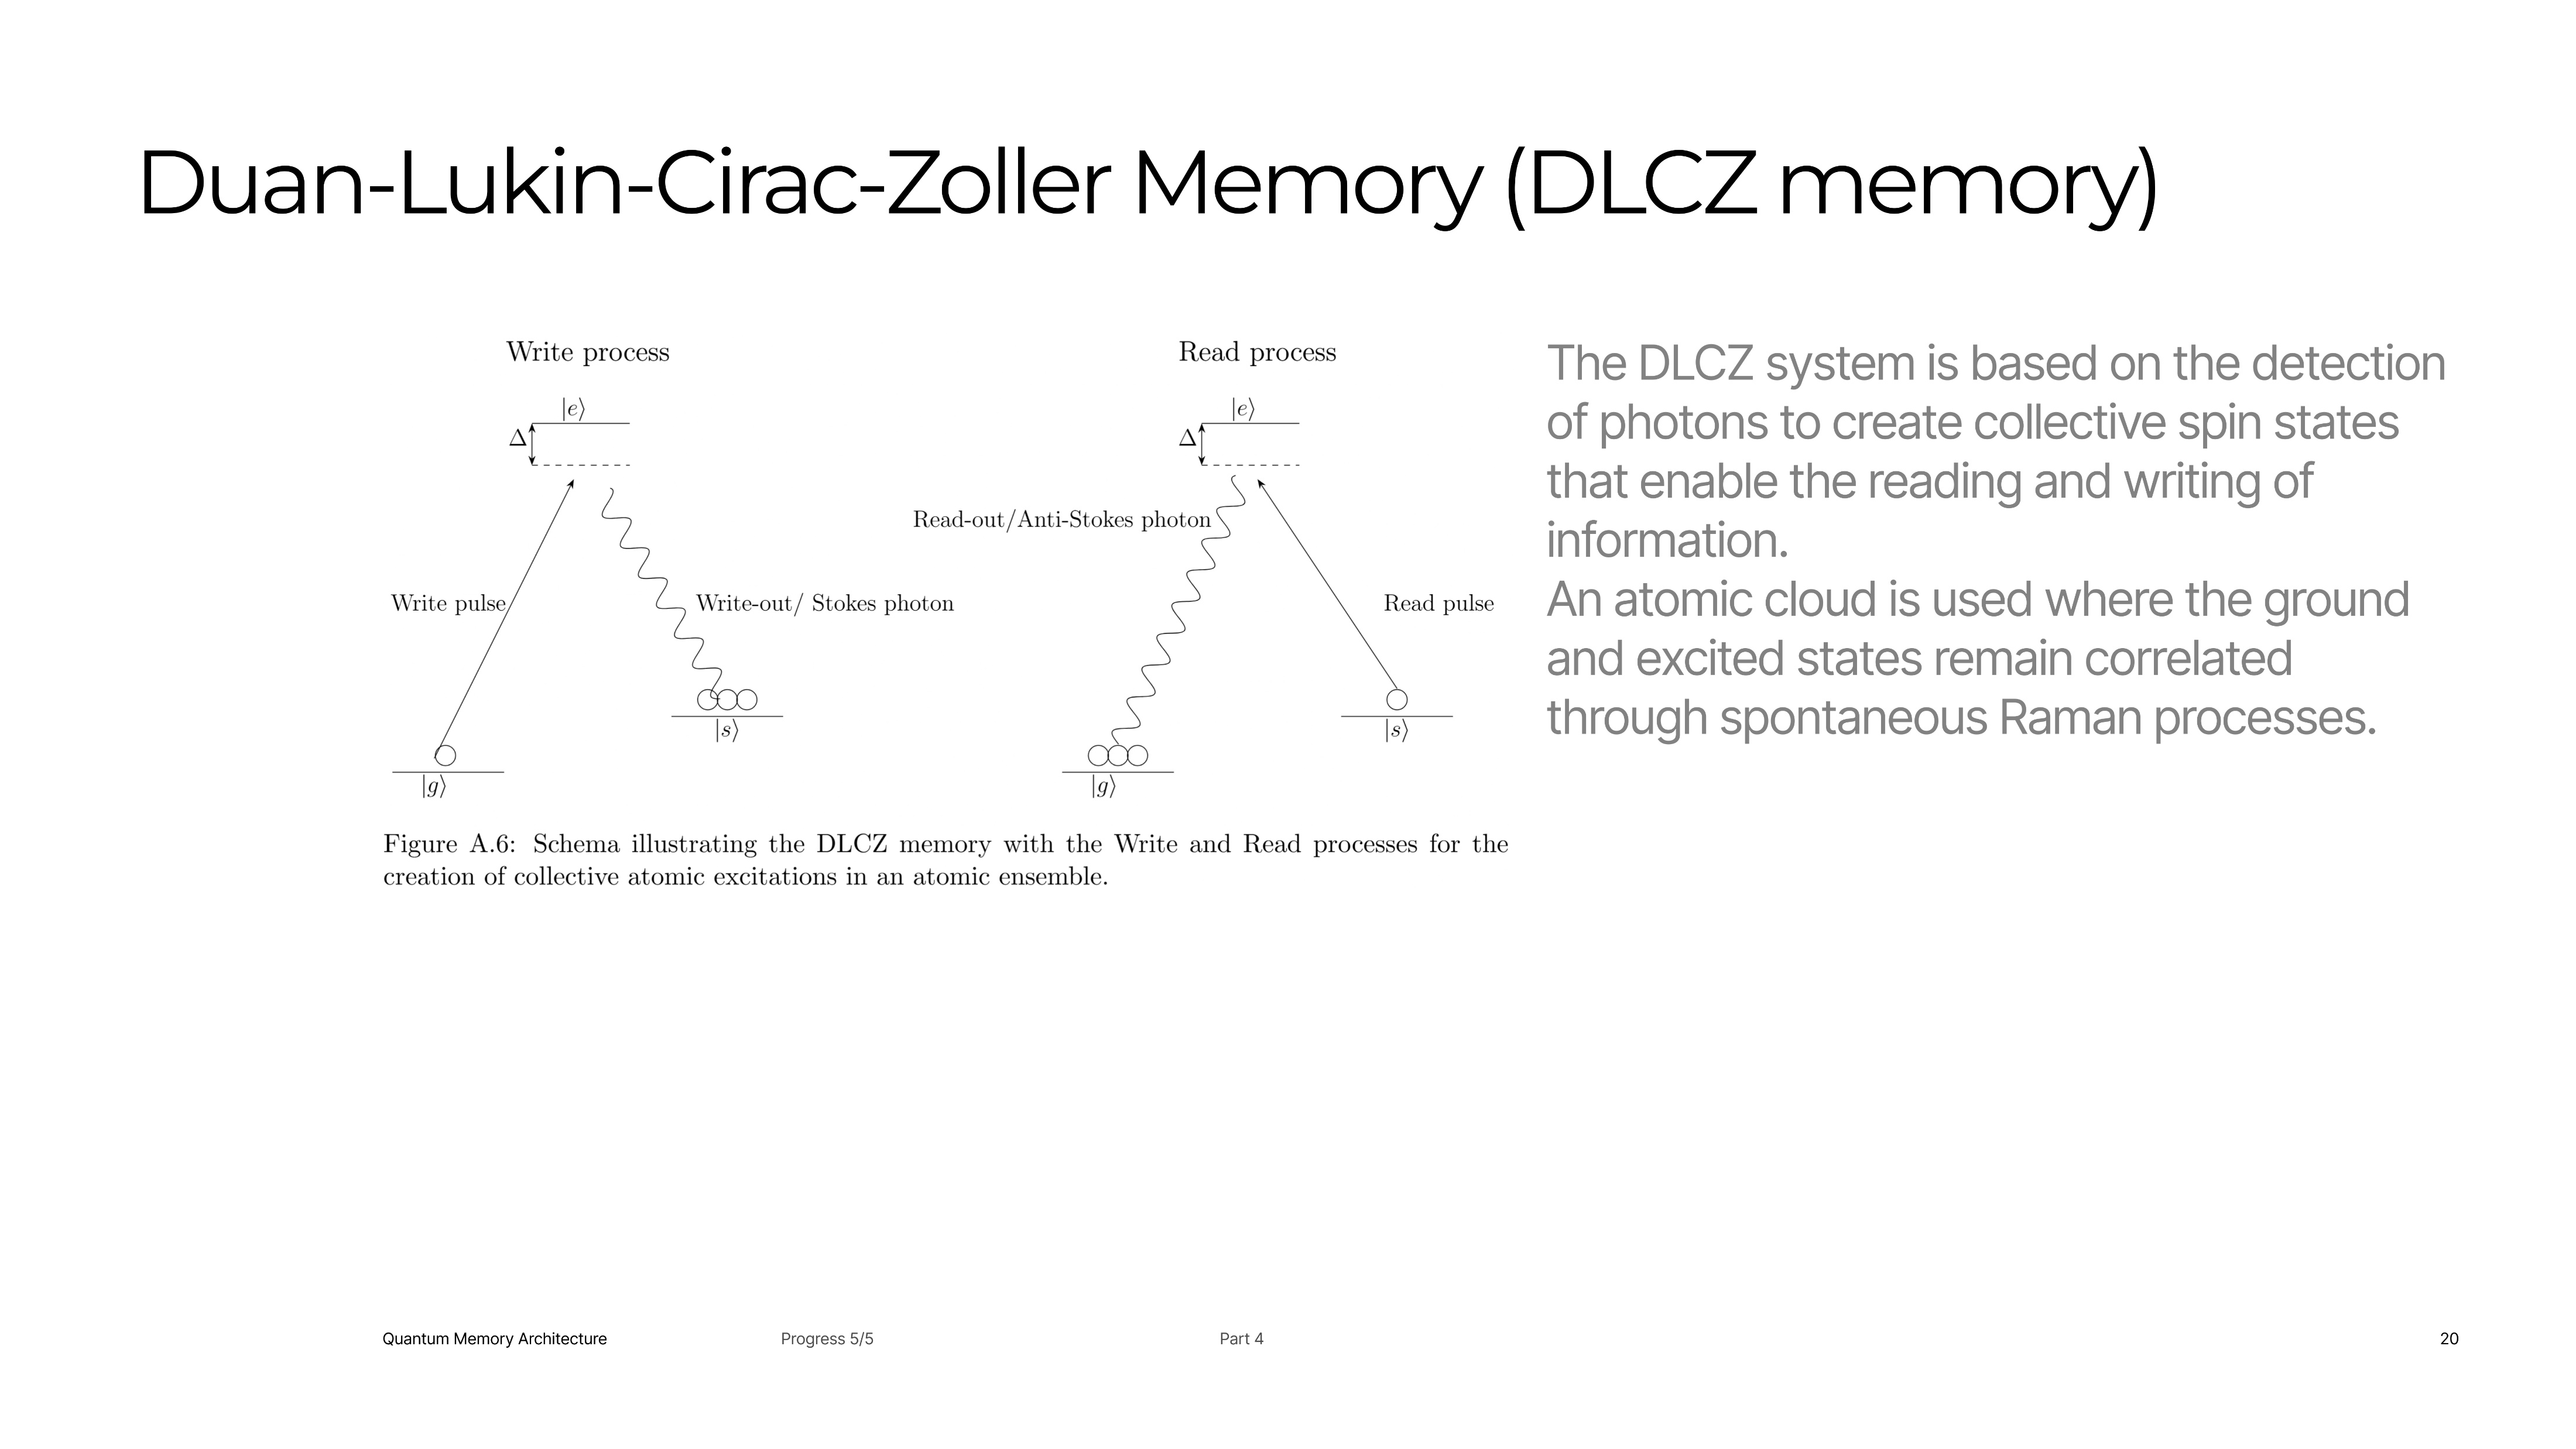 Duan-Lukin-Cirac-Zoller Memory (DLCZ memory)
Write process
|e⟩
Δ
Write pulse
Write-out/ Stokes photon
|s⟩
|g⟩
Read process
|e⟩
Δ
Read-out/Anti-Stokes photon
Read pulse
|s⟩
|g⟩
Figure A.6: Schema illustrating the DLCZ memory with the Write and Read processes for the
creation of collective atomic excitations in an atomic ensemble.
The DLCZ system is based on the detection
of photons to create collective spin states
that enable the reading and writing of
information.
An atomic cloud is used where the ground
and excited states remain correlated
through spontaneous Raman processes.
Quantum Memory Architecture
Progress 5/5
Part 4
20